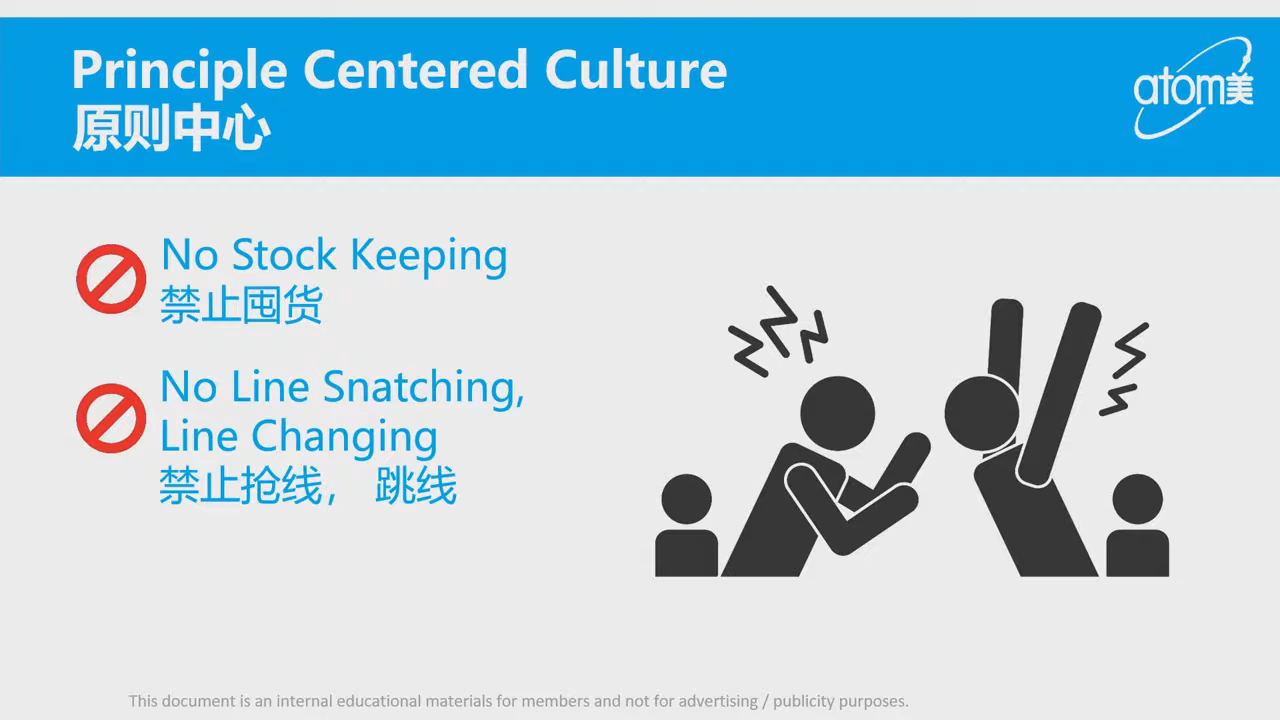 Principle Centered Culture
原则中心
atom美
No Stock Keeping
禁止囤货
No Line Snatching,
Line Changing
禁止抢线， 跳线
This document is an internal educational materials for members and not for advertising / publicity purposes.